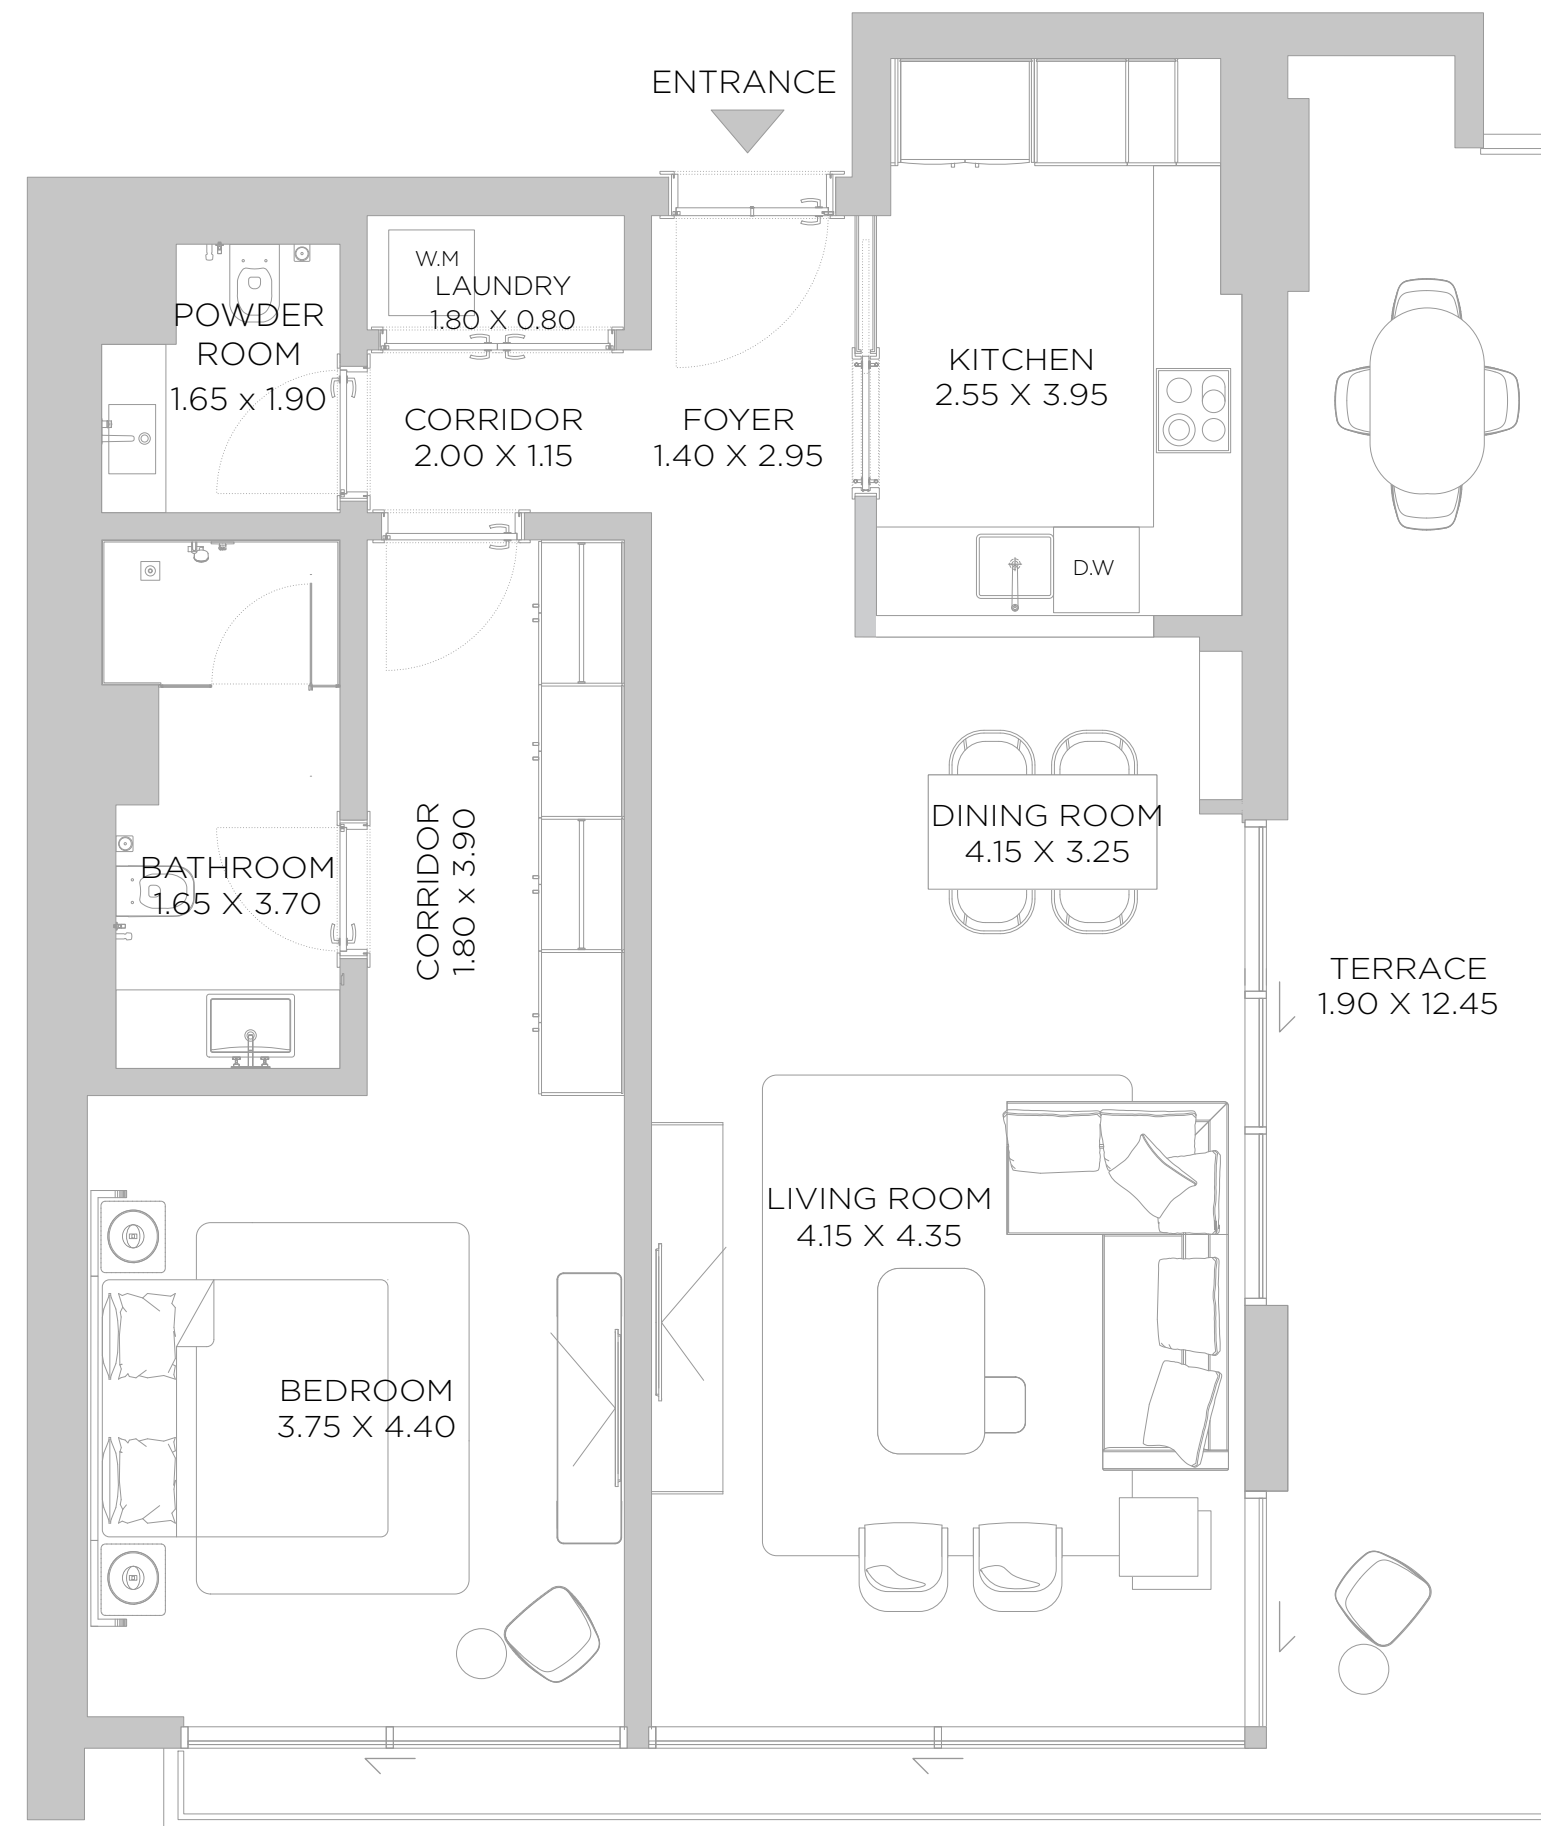 ENTRANCE
W.M
LAUNDRY
1.80 X 0.80
POWDER
ROOM
1.65 x 1.90
CORRIDOR
2.00 X 1.15
FOYER
1.40 X 2.95
KITCHEN
2.55 X 3.95
D.W
DINING ROOM
4.15 X 3.25
BATHROOM
1.65 X 3.70
CORRIDOR
1.80 x 3.90
TERRACE
1.90 X 12.45
LIVING ROOM
4.15 X 4.35
BEDROOM
3.75 X 4.40